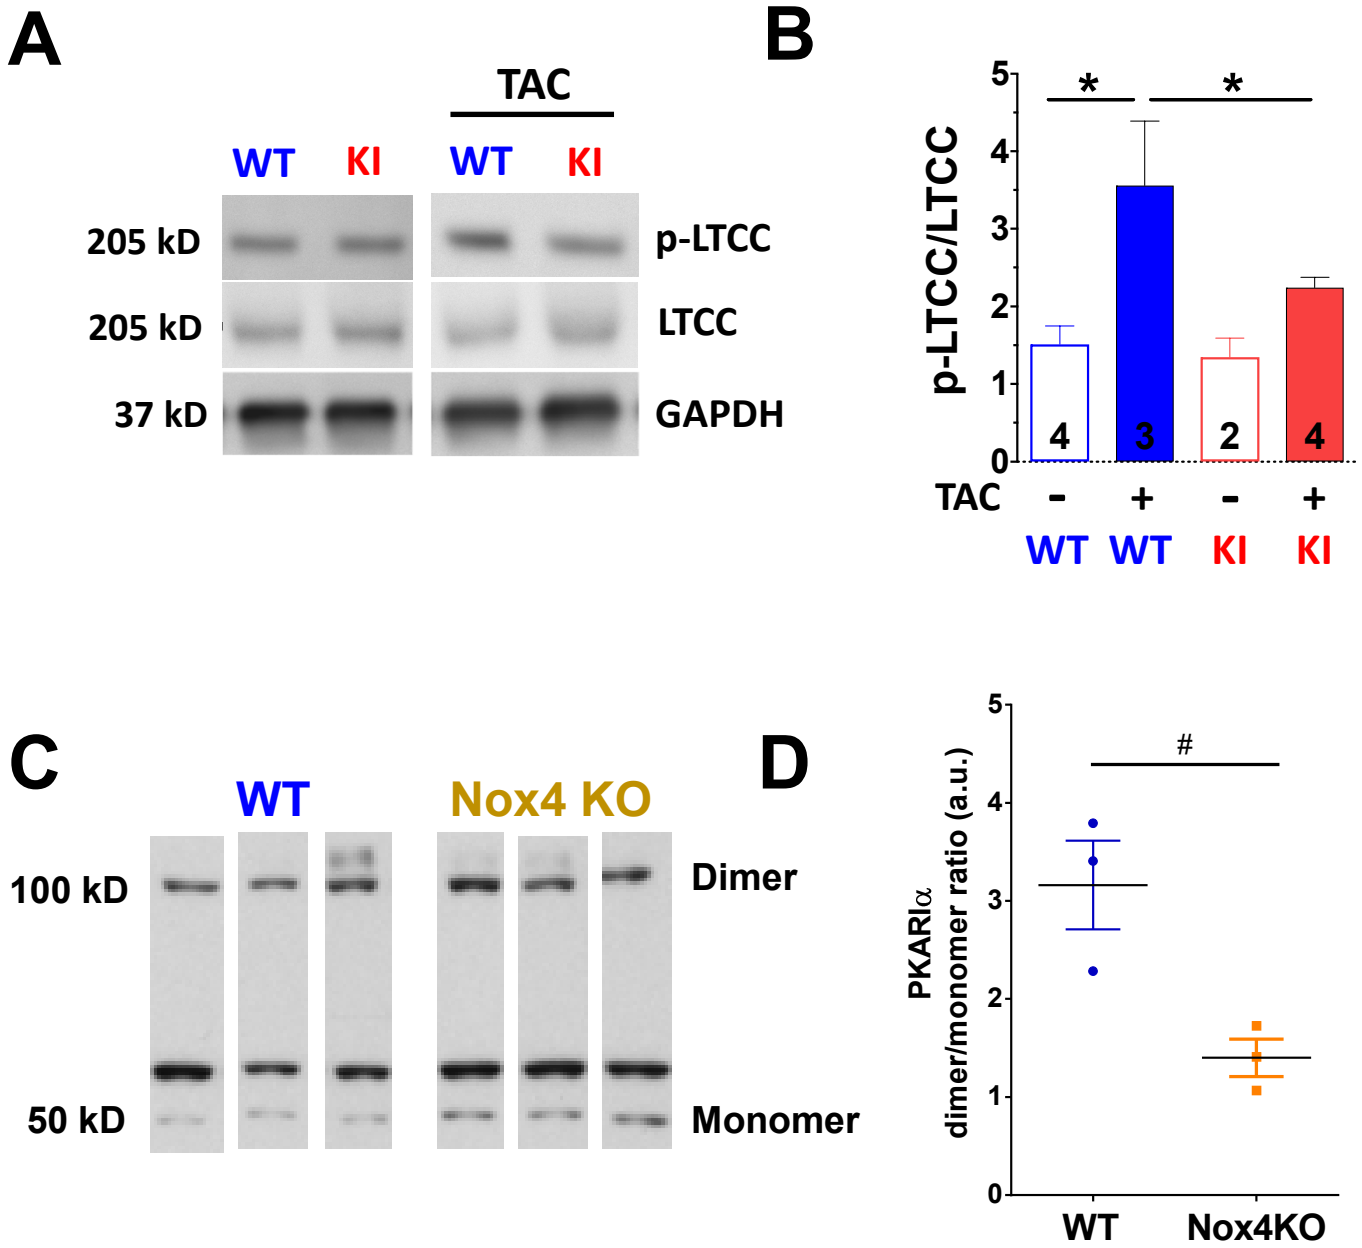 A
TAC
WT KI WT KI
205 kD p-LTCC
205 kD LTCC
37 kD GAPDH
B
p-LTCC/LTCC
5
4
3
2
1
0
* *
4 3 2 4
TAC - + - +
WT WT KI KI
C
WT Nox4 KO
100 kD Dimer
50 kD Monomer
D
PKARIα
dimer/monomer ratio (a.u.)
5
4
3
2
1
0
#
WT Nox4KO